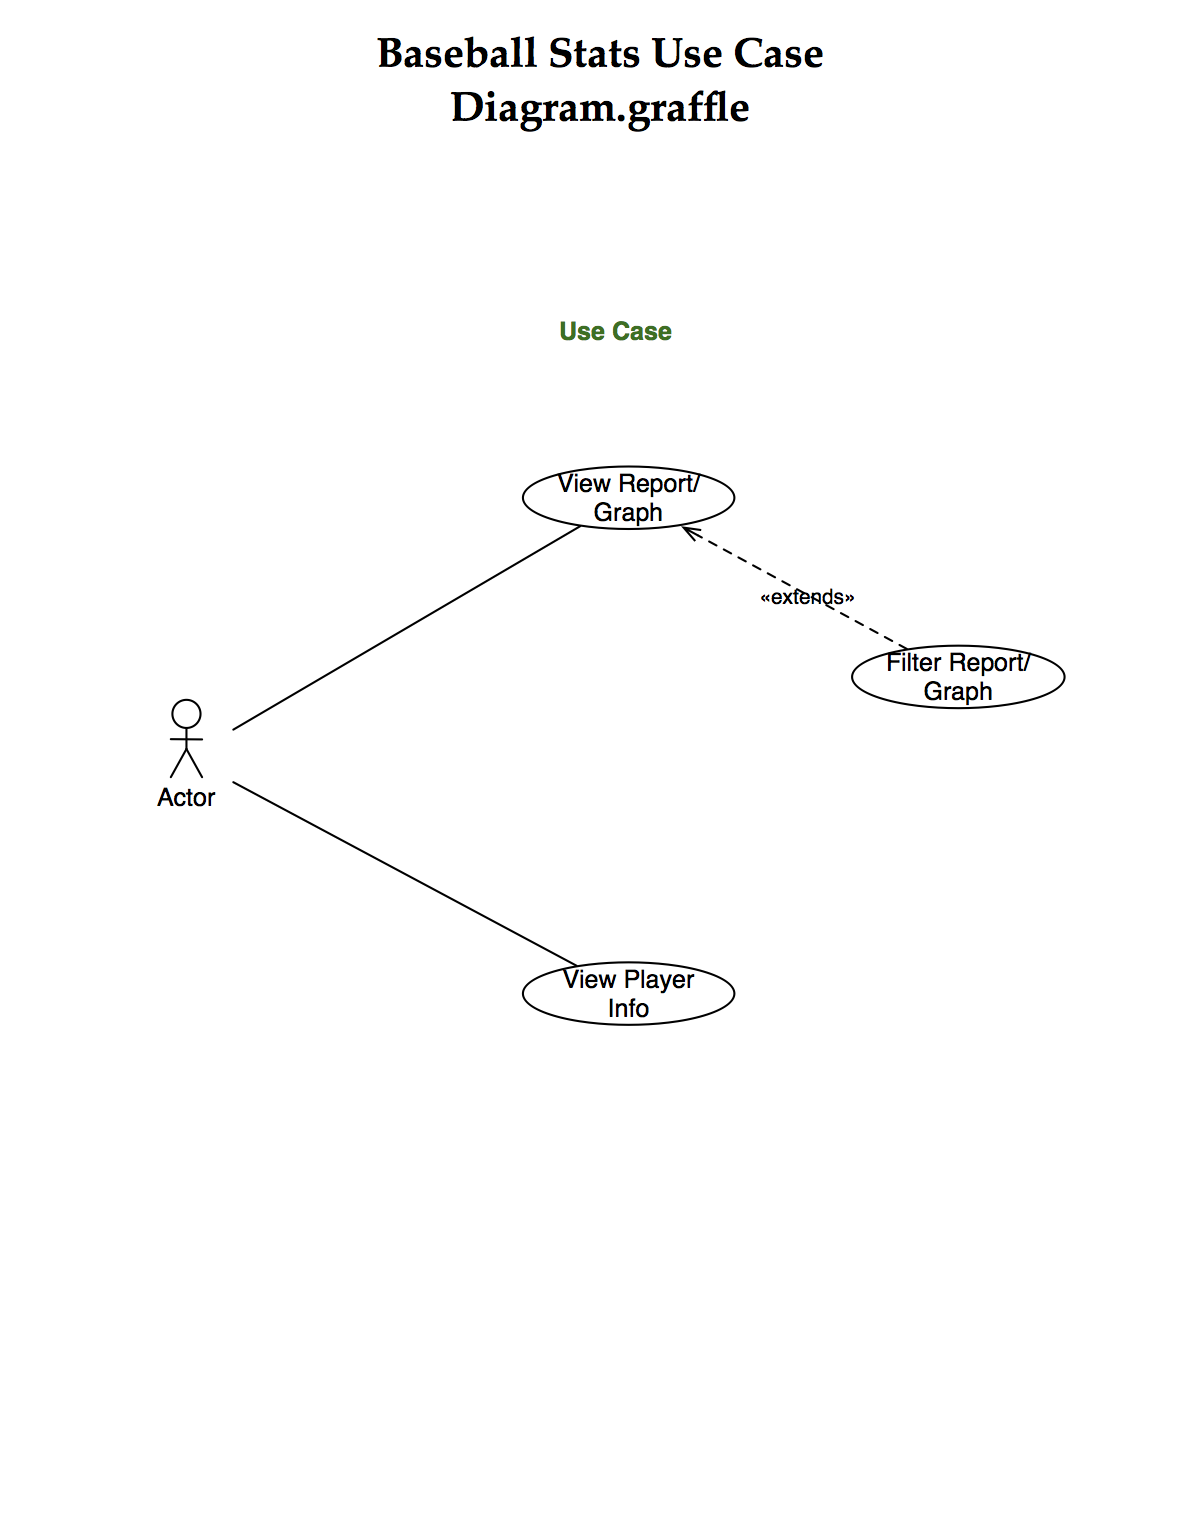 Baseball Stats Use Case
Diagram.graffle
Use Case
View Report/
Graph
«extends»
Filter Report/
Graph
Actor
View Player
Info